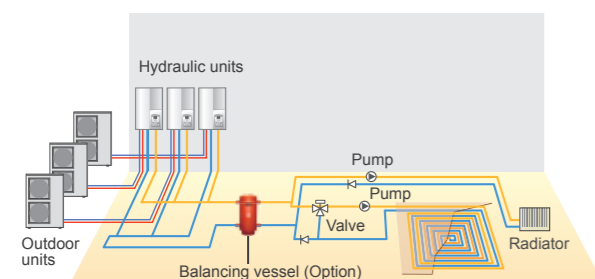 Hydraulic units
Pump
Pump
Valve
Outdoor
units
Radiator
Balancing vessel (Option)